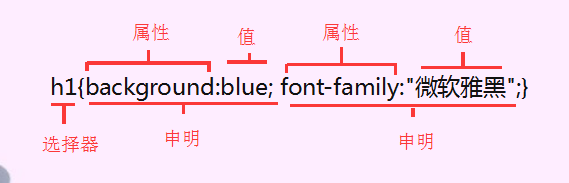 属性 值 属性 值
h1{background:blue; font-family:"微软雅黑";}
选择器 申明 申明